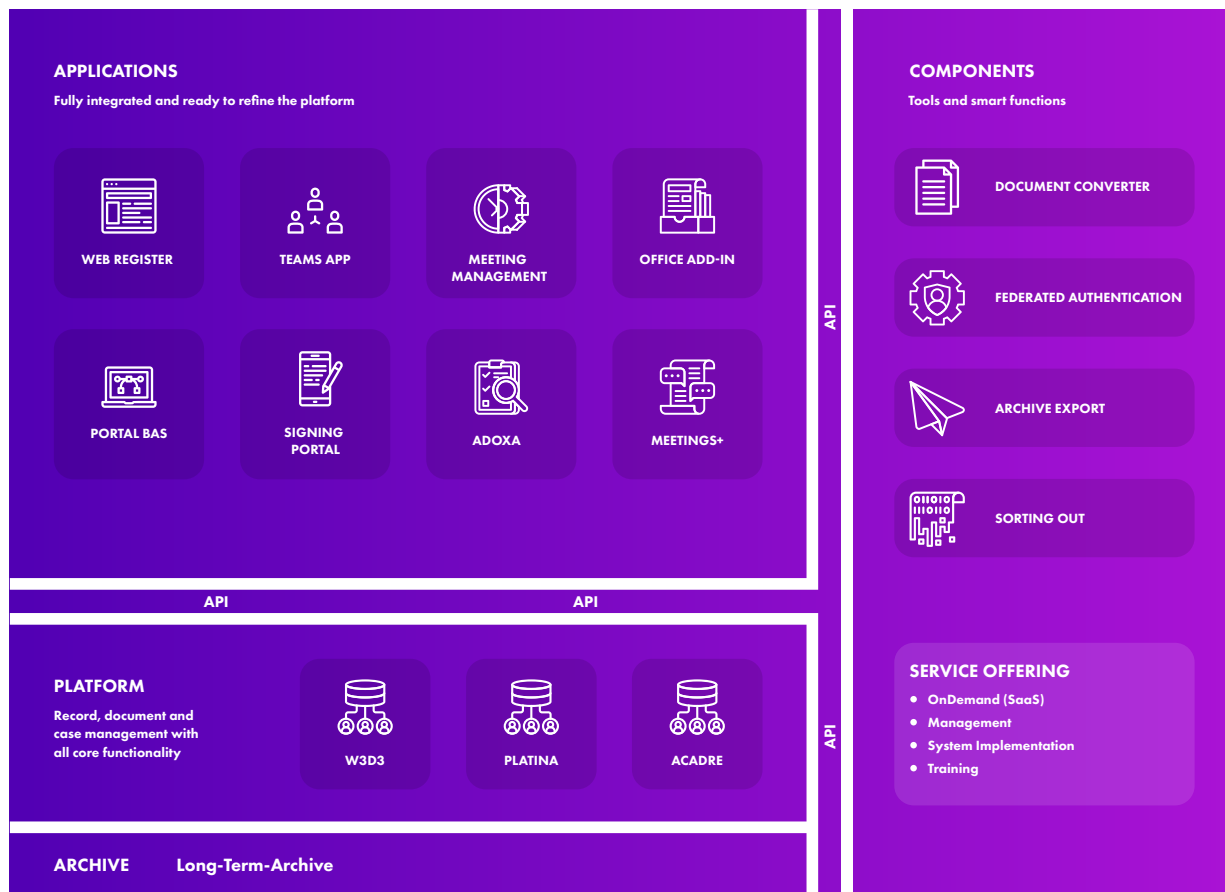 APPLICATIONS
Fully integrated and ready to refine the platform
WEB REGISTER
TEAMS APP
MEETING
MANAGEMENT
OFFICE ADD-IN
PORTAL BAS
SIGNING
PORTAL
ADOXA
MEETINGS+
API
API
API
PLATFORM
Record, document and
case management with
all core functionality
W3D3
PLATINA
ACADRE
API
ARCHIVE Long-Term-Archive
COMPONENTS
Tools and smart functions
DOCUMENT CONVERTER
FEDERATED AUTHENTICATION
ARCHIVE EXPORT
SORTING OUT
SERVICE OFFERING
• OnDemand (SaaS)
• Management
• System Implementation
• Training